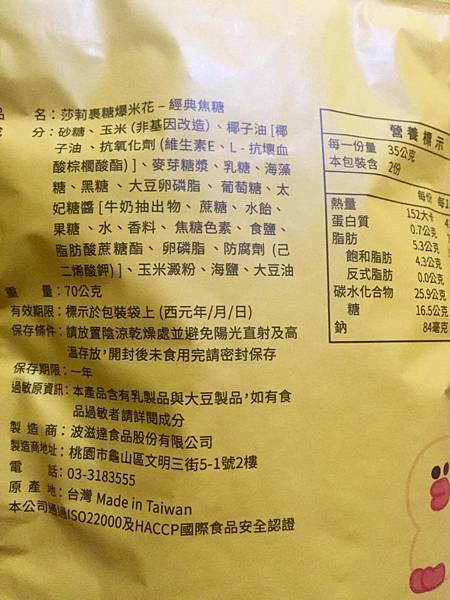 名：莎莉裹糖爆米花－經典焦糖
分：砂糖、玉米(非基因改造)、椰子油[椰
子油、抗氧化劑(維生素E、L-抗壞血
酸棕櫚酸酯)]、麥芽糖漿、乳糖、海藻
糖、黑糖、大豆卵磷脂、葡萄糖、太
妃糖醬[牛奶抽出物、蔗糖、水飴、
果糖、水、香料、焦糖色素、食鹽、
脂肪酸蔗糖酯、卵磷脂、防腐劑(己
二烯酸鉀)]、玉米澱粉、海鹽、大豆油
重量：70公克
有效期限：標示於包裝袋上(西元年/月/日)
保存條件：請放置陰涼乾燥處並避免陽光直射及高
溫存放，開封後未食用完請密封保存
保存期限：一年
過敏原資訊：本產品含有乳製品與大豆製品，如有食
品過敏者請詳閱成分
製造商：波滋達食品股份有限公司
製造商地址：桃園市龜山區文明三街5-1號2樓
電話：03-3183555
原產地：台灣 Made in Taiwan
本公司通過ISO22000及HACCP國際食品安全認證
營養標示
每一份量 35公克
本包裝含 2份
每份
熱量 152大卡
蛋白質 0.7公克
脂肪 5.3公克
飽和脂肪 4.3公克
反式脂肪 0.0公克
碳水化合物 25.9公克
糖 16.5公克
鈉 84毫克